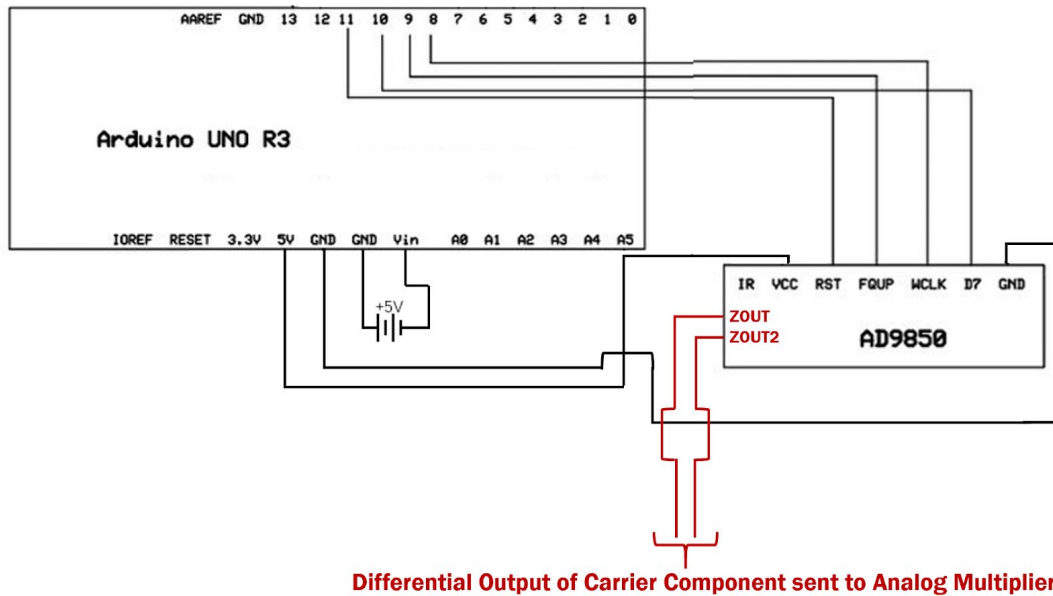 AAREF GND 13 12 11 10 9 8 7 6 5 4 3 2 1 0
Arduino UNO R3
IOREF RESET 3.3V 5V GND GND Vin A0 A1 A2 A3 A4 A5
+5V
IR VCC RST FQUP WCLK D7 GND
ZOUT
ZOUT2
AD9850
Differential Output of Carrier Component sent to Analog Multiplier